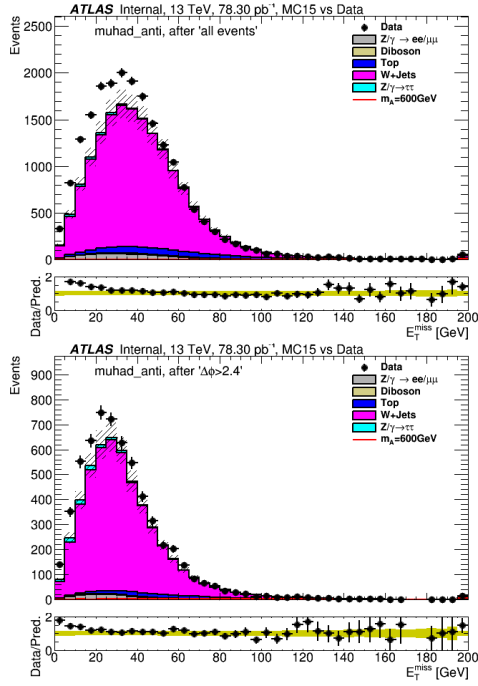 ATLAS Internal, 13 TeV, 78.30 pb⁻¹, MC15 vs Data
Events
muhad_anti, after 'all events'
Data
Z/γ → ee/μμ
Diboson
Top
W+Jets
Z/γ→ττ
m_A=600GeV
2500
2000
1500
1000
500
0
Data/Pred.
2
1
0
0 20 40 60 80 100 120 140 160 180 200
E_T^miss [GeV]
ATLAS Internal, 13 TeV, 78.30 pb⁻¹, MC15 vs Data
Events
muhad_anti, after 'Δϕ>2.4'
Data
Z/γ → ee/μμ
Diboson
Top
W+Jets
Z/γ→ττ
m_A=600GeV
900
800
700
600
500
400
300
200
100
0
Data/Pred.
2
1
0
0 20 40 60 80 100 120 140 160 180 200
E_T^miss [GeV]